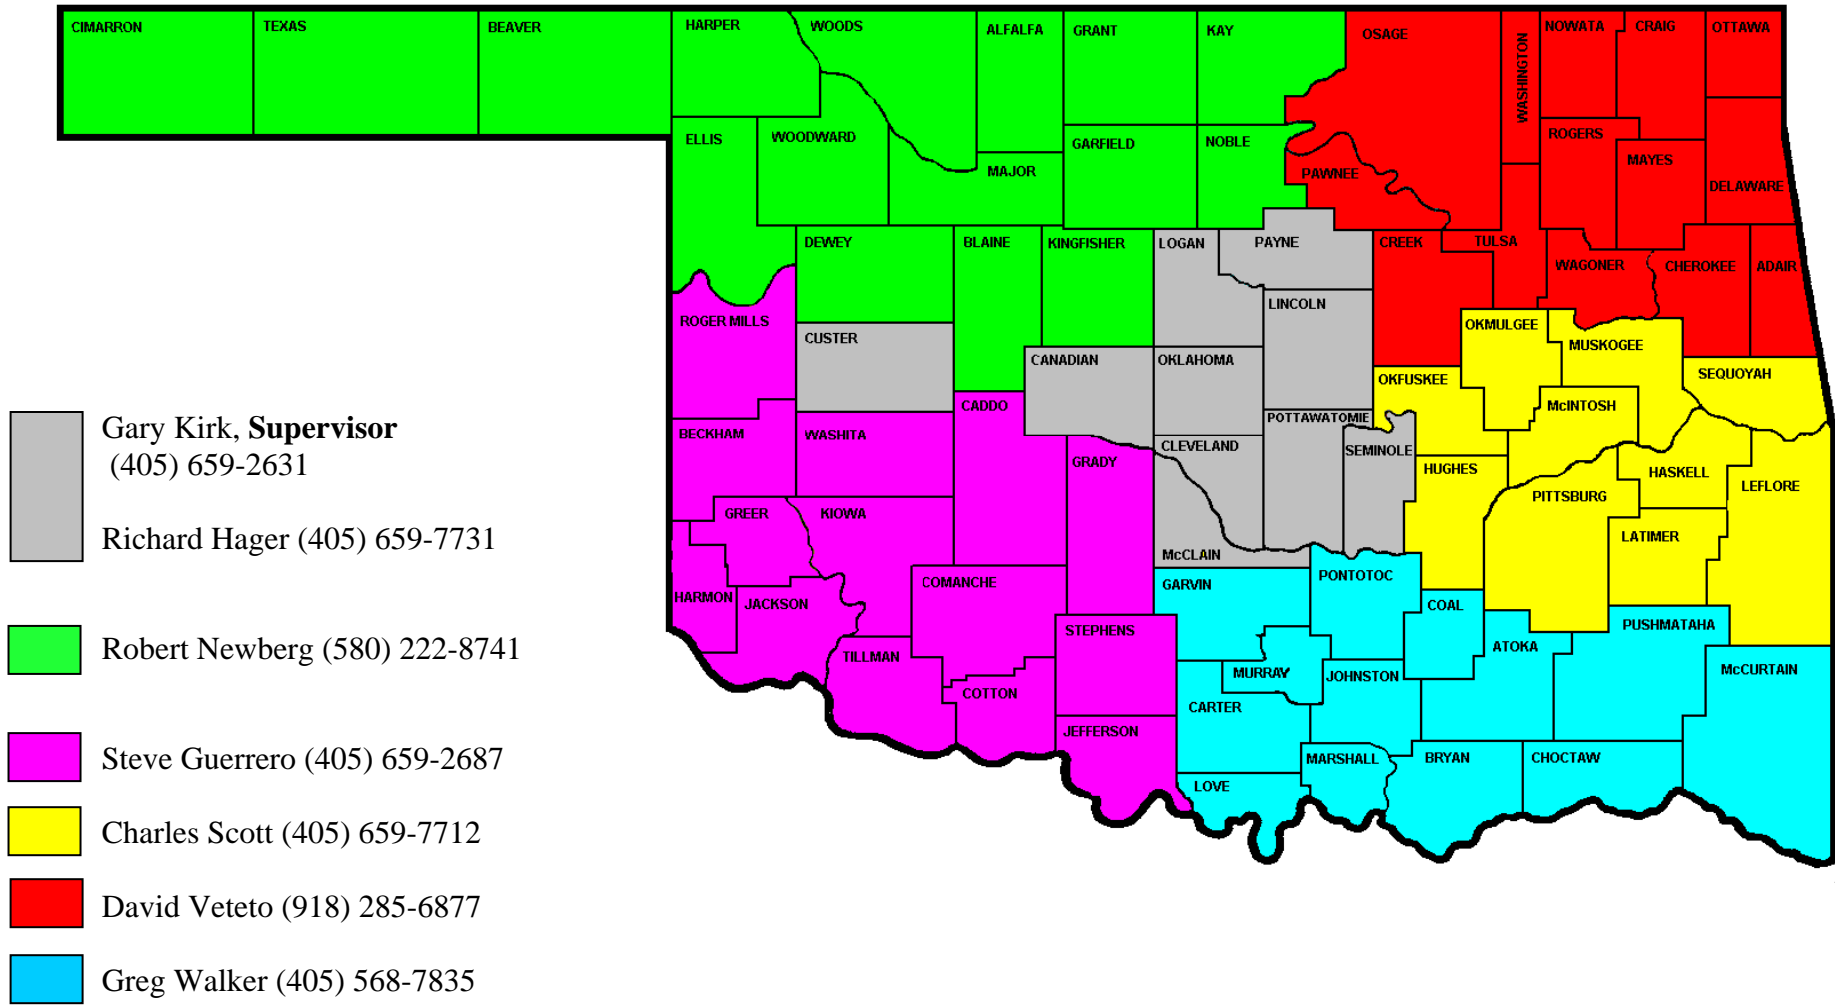 CIMARRON
TEXAS
BEAVER
HARPER
WOODS
ALFALFA
GRANT
KAY
OSAGE
WASHINGTON
NOWATA
CRAIG
OTTAWA
ELLIS
WOODWARD
MAJOR
GARFIELD
NOBLE
PAWNEE
ROGERS
MAYES
DELAWARE
DEWEY
BLAINE
KINGFISHER
LOGAN
PAYNE
CREEK
TULSA
WAGONER
CHEROKEE
ADAIR
ROGER MILLS
CUSTER
CANADIAN
OKLAHOMA
LINCOLN
OKMULGEE
MUSKOGEE
OKFUSKEE
SEQUOYAH
BECKHAM
WASHITA
CADDO
GRADY
CLEVELAND
POTTAWATOMIE
SEMINOLE
McINTOSH
HUGHES
PITTSBURG
HASKELL
LEFLORE
GREER
KIOWA
McCLAIN
LATIMER
HARMON
JACKSON
COMANCHE
GARVIN
PONTOTOC
COAL
STEPHENS
PUSHMATAHA
TILLMAN
COTTON
MURRAY
JOHNSTON
ATOKA
McCURTAIN
JEFFERSON
CARTER
LOVE
MARSHALL
BRYAN
CHOCTAW
Gary Kirk, Supervisor
(405) 659-2631
Richard Hager (405) 659-7731
Robert Newberg (580) 222-8741
Steve Guerrero (405) 659-2687
Charles Scott (405) 659-7712
David Veteto (918) 285-6877
Greg Walker (405) 568-7835